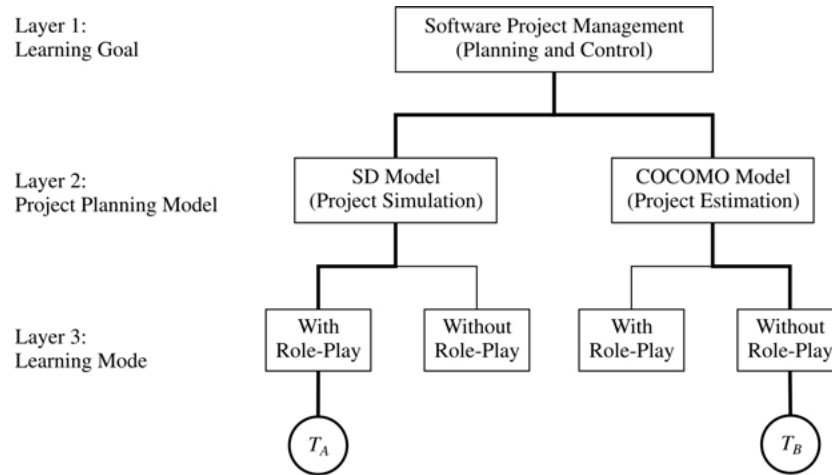 Layer 1:
Learning Goal
Software Project Management
(Planning and Control)
Layer 2:
Project Planning Model
SD Model
(Project Simulation)
COCOMO Model
(Project Estimation)
Layer 3:
Learning Mode
With
Role-Play
Without
Role-Play
With
Role-Play
Without
Role-Play
T_A
T_B